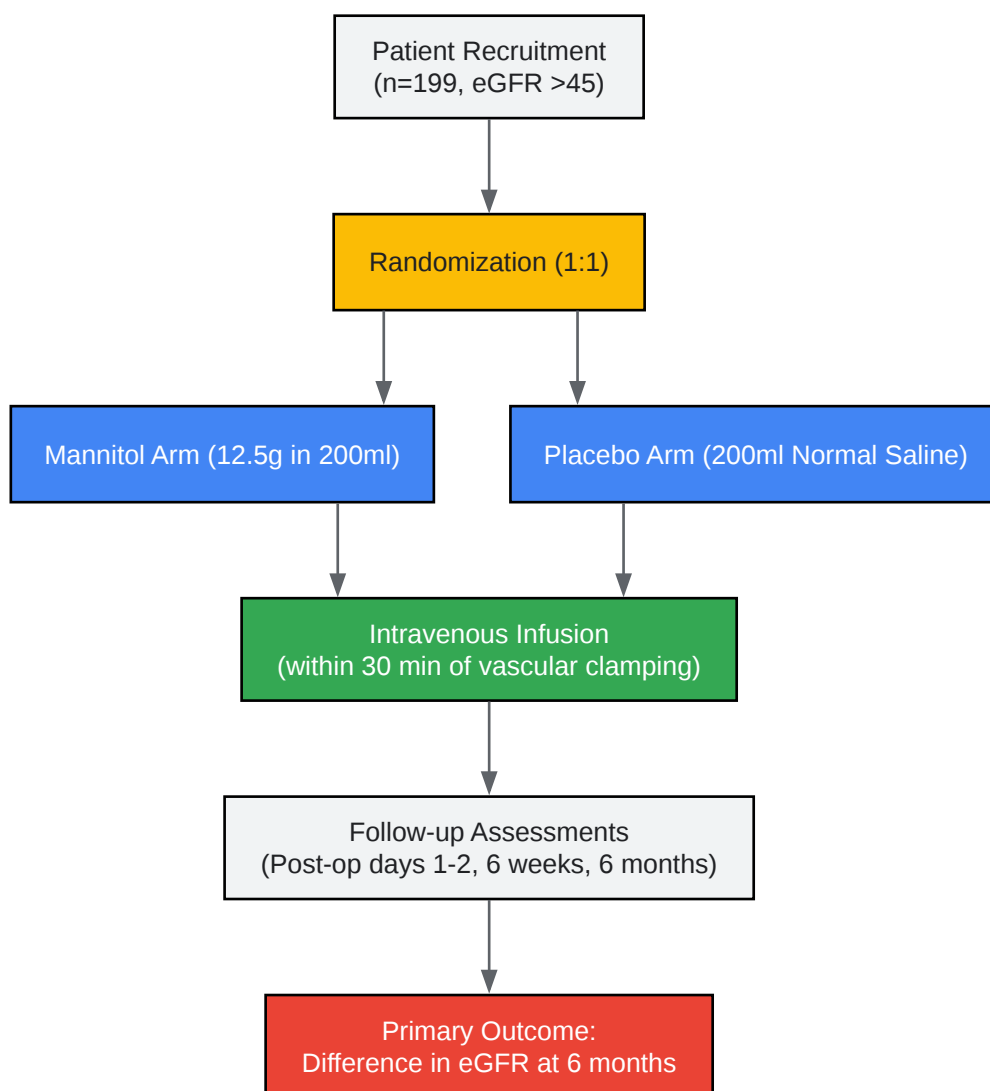 Patient Recruitment
(n=199, eGFR >45)
Randomization (1:1)
Mannitol Arm (12.5g in 200ml)
Placebo Arm (200ml Normal Saline)
Intravenous Infusion
(within 30 min of vascular clamping)
Follow-up Assessments
(Post-op days 1-2, 6 weeks, 6 months)
Primary Outcome:
Difference in eGFR at 6 months